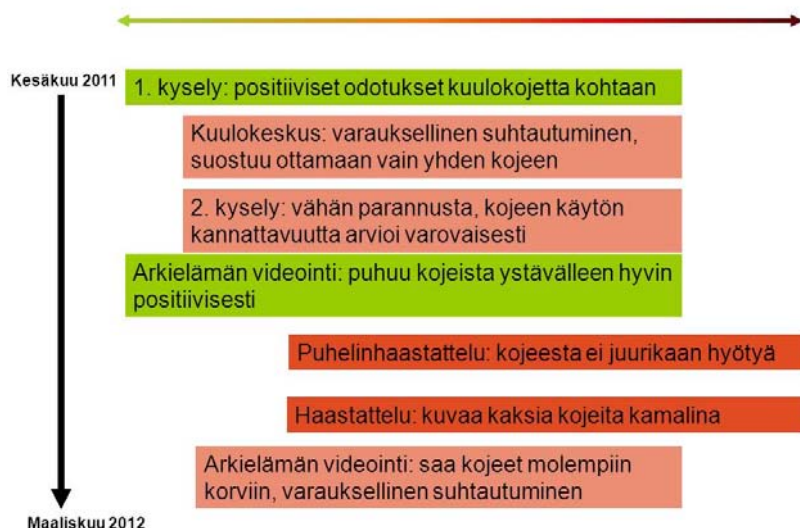 Kesäkuu 2011
1. kysely: positiiviset odotukset kuulokojetta kohtaan
Kuulokeskus: varauksellinen suhtautuminen,
suostuu ottamaan vain yhden kojeen
2. kysely: vähän parannusta, kojeen käytön
kannattavuutta arvioi varovaisesti
Arkielämän videointi: puhuu kojeista ystävälleen hyvin
positiivisesti
Puhelinhaastattelu: kojeesta ei juurikaan hyötyä
Haastattelu: kuvaa kaksia kojeita kamalina
Arkielämän videointi: saa kojeet molempiin
korviin, varauksellinen suhtautuminen
Maaliskuu 2012